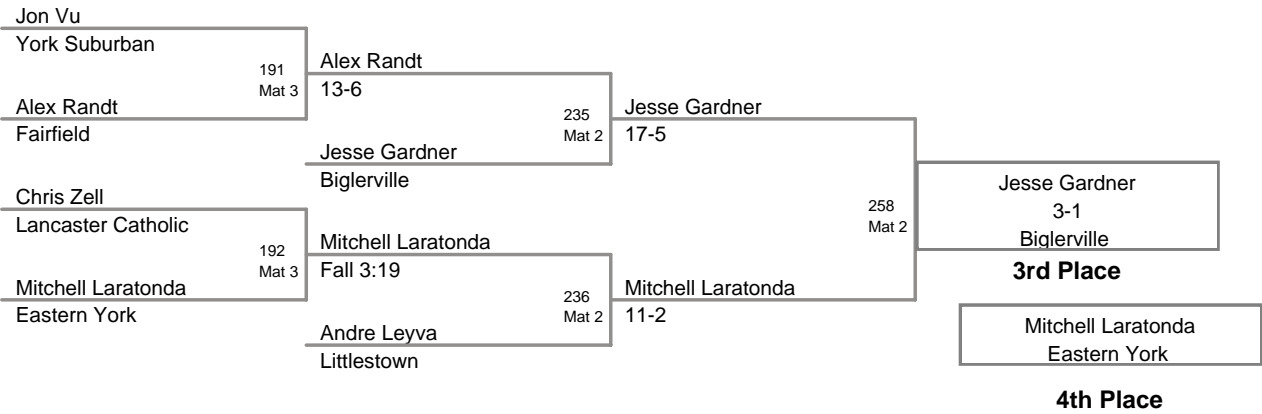 Jon Vu
York Suburban
191
Mat 3
Alex Randt
Fairfield
Alex Randt
13-6
235
Mat 2
Jesse Gardner
Biglerville
Jesse Gardner
17-5
Chris Zell
Lancaster Catholic
192
Mat 3
Mitchell Laratonda
Eastern York
Mitchell Laratonda
Fall 3:19
236
Mat 2
Andre Leyva
Littlestown
Mitchell Laratonda
11-2
258
Mat 2
Jesse Gardner
3-1
Biglerville
3rd Place
Mitchell Laratonda
Eastern York
4th Place